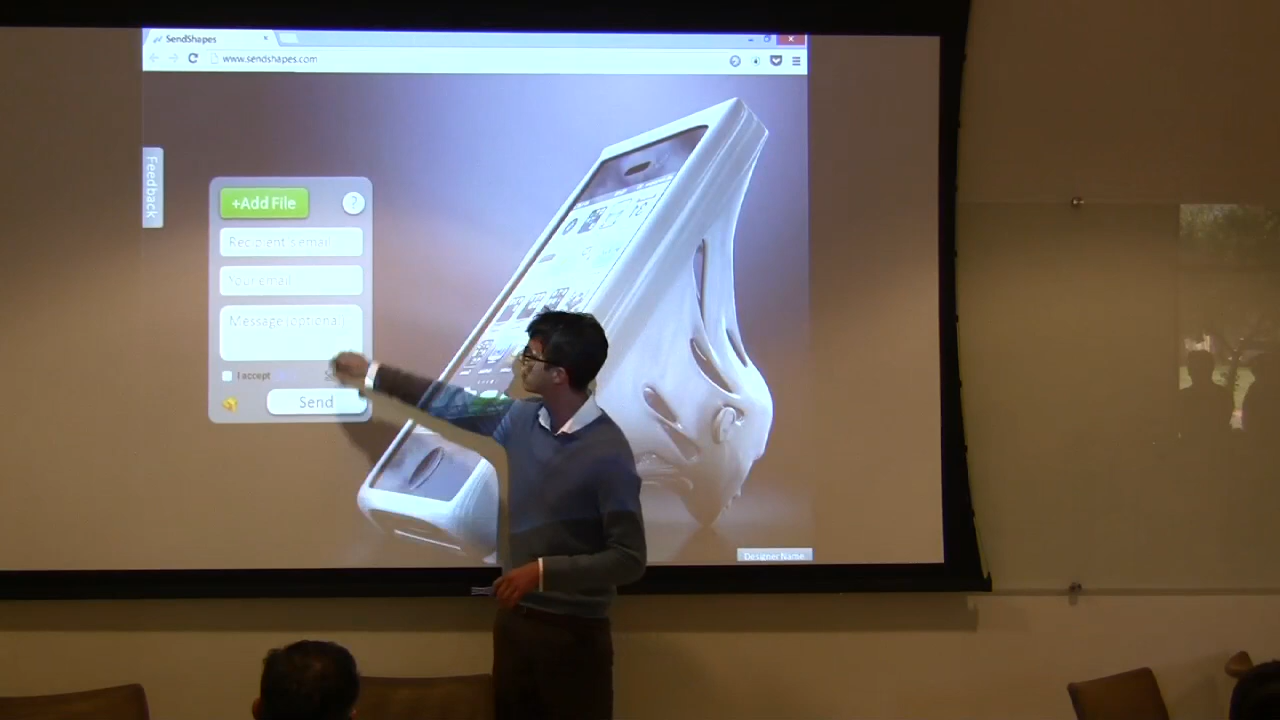 SendShapes
www.sendshapes.com
Feedback
+Add File
?
Recipient's email
Your email
Message (optional)
I accept
Send
Designer Name